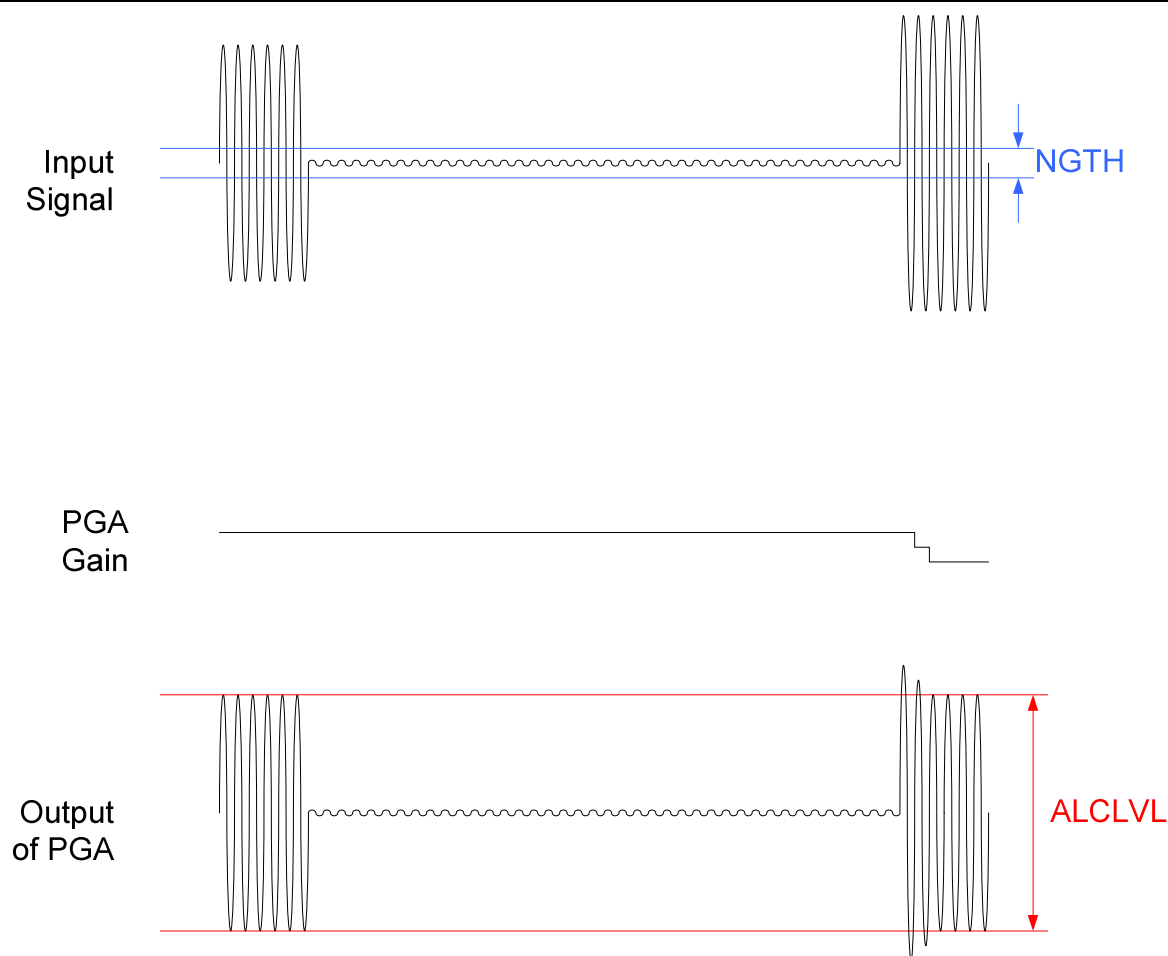 Input
Signal
NGTH
PGA
Gain
Output
of PGA
ALCLVL